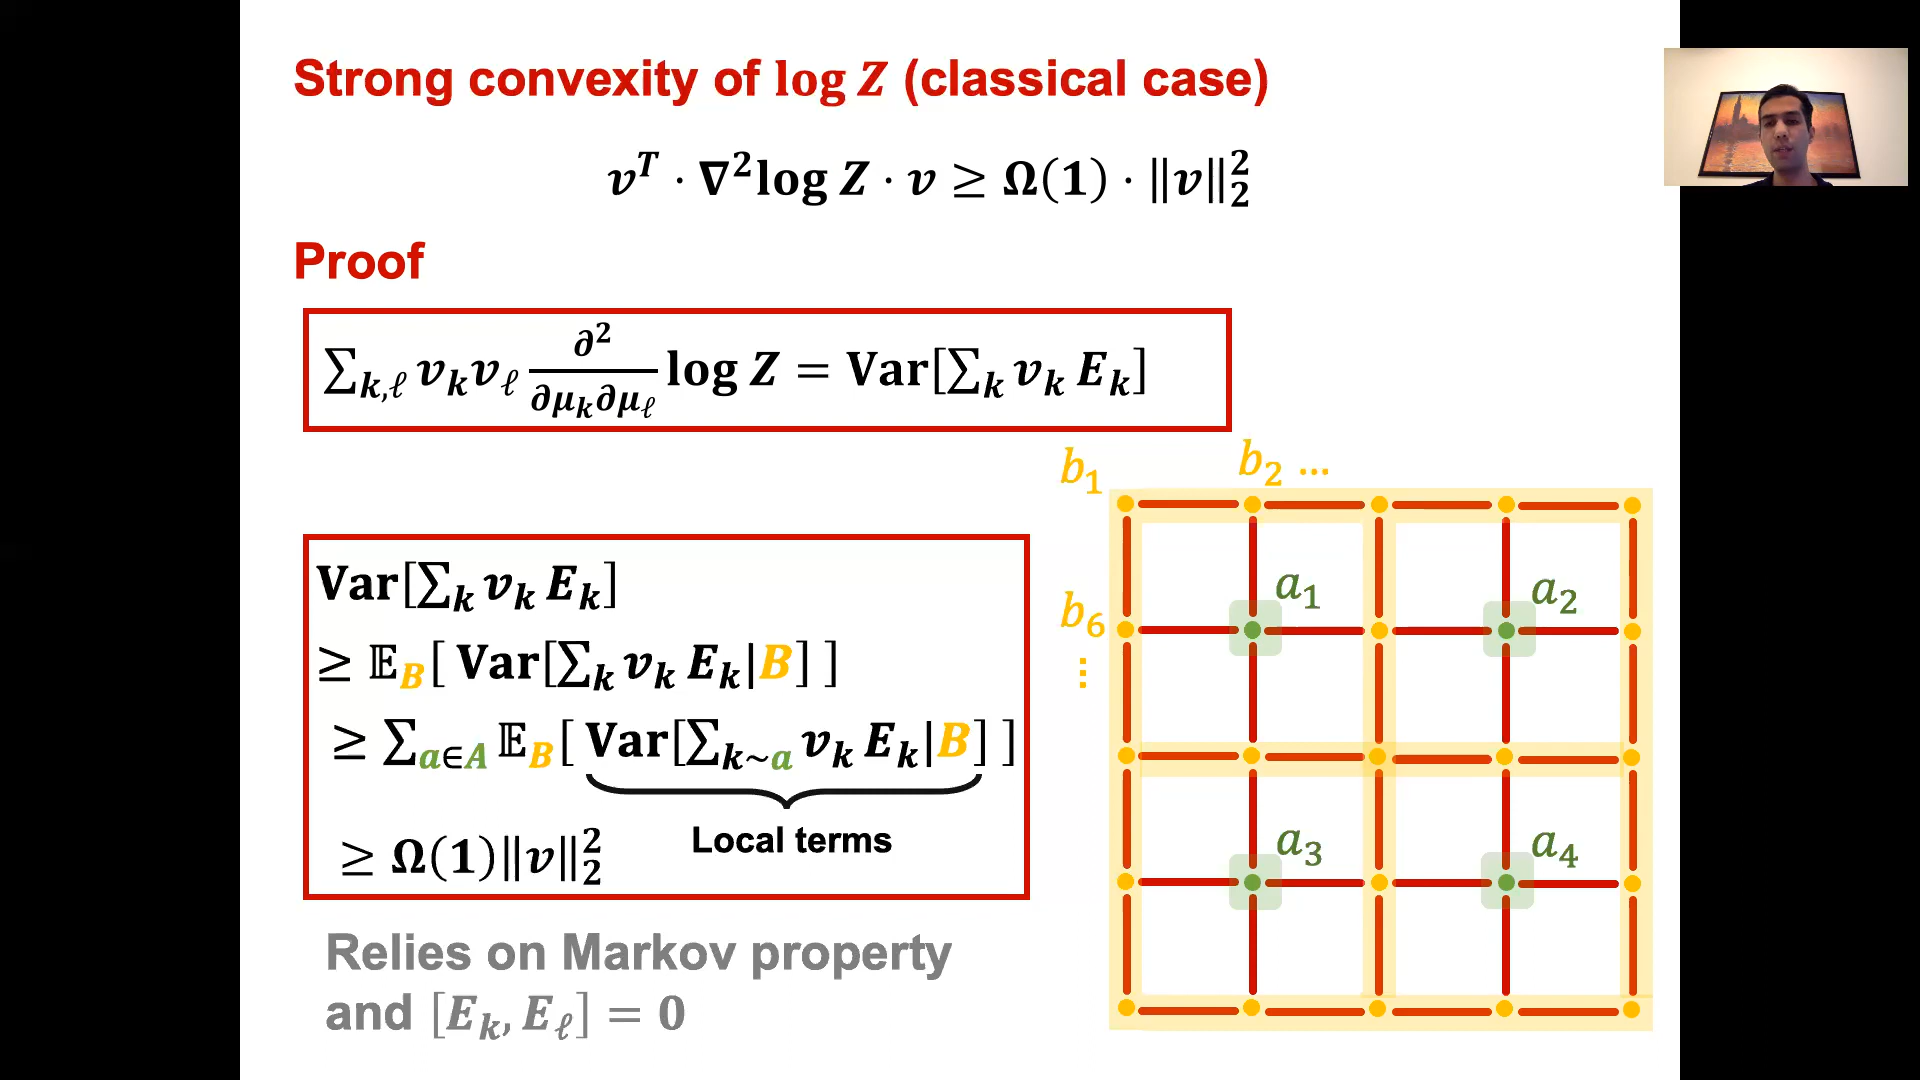 Strong convexity of log Z (classical case)
v^T · ∇² log Z · v ≥ Ω(1) · ‖v‖₂²
Proof
∑_{k,ℓ} v_k v_ℓ ∂²/∂μ_k∂μ_ℓ log Z = Var[∑_k v_k E_k]
b₁ b₂ ...
Var[∑_k v_k E_k]
≥ 𝔼_B[ Var[∑_k v_k E_k|B] ]
≥ ∑_{a∈A} 𝔼_B[ Var[∑_{k~a} v_k E_k|B] ]
Local terms
≥ Ω(1)‖v‖₂²
a₁ a₂
b₆
⋮
a₃ a₄
Relies on Markov property
and [E_k, E_ℓ] = 0